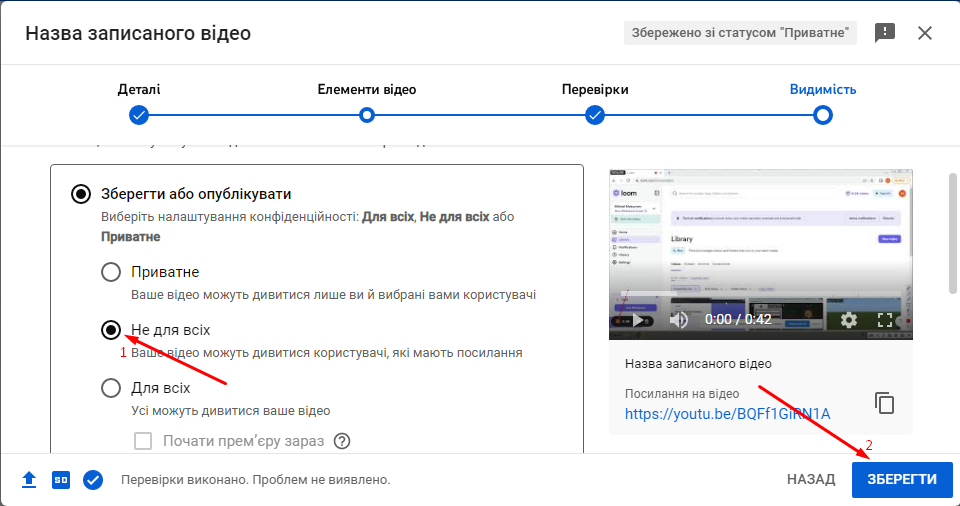 Назва записаного відео
Збережено зі статусом "Приватне"
Деталі
Елементи відео
Перевірки
Видимість
Зберегти або опублікувати
Виберіть налаштування конфіденційності: Для всіх, Не для всіх або
Приватне
Приватне
Ваше відео можуть дивитися лише ви й вибрані вами користувачі
Не для всіх
1 Ваше відео можуть дивитися користувачі, які мають посилання
Для всіх
Усі можуть дивитися ваше відео
Почати прем’єру зараз
loom
Library
0:00 / 0:42
Назва записаного відео
Посилання на відео
https://youtu.be/BQFf1GiRN1A
2
SD
Перевірки виконано. Проблем не виявлено.
НАЗАД
ЗБЕРЕГТИ